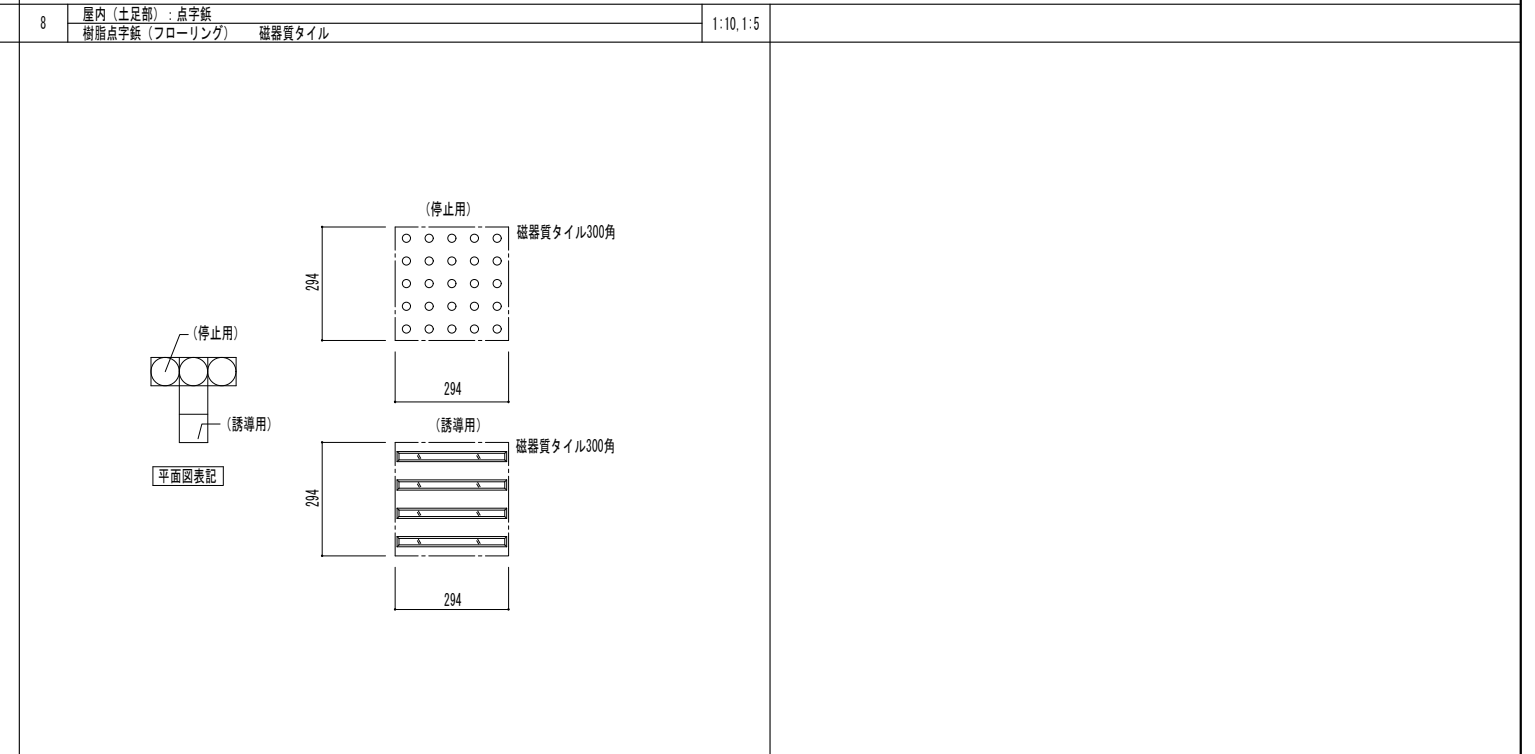 8
屋内（土足部）：点字鋲
樹脂点字鋲（フローリング）　磁器質タイル
1:10,1:5
（停止用）
磁器質タイル300角
294
294
（停止用）
（誘導用）
平面図表記
（誘導用）
磁器質タイル300角
294
294